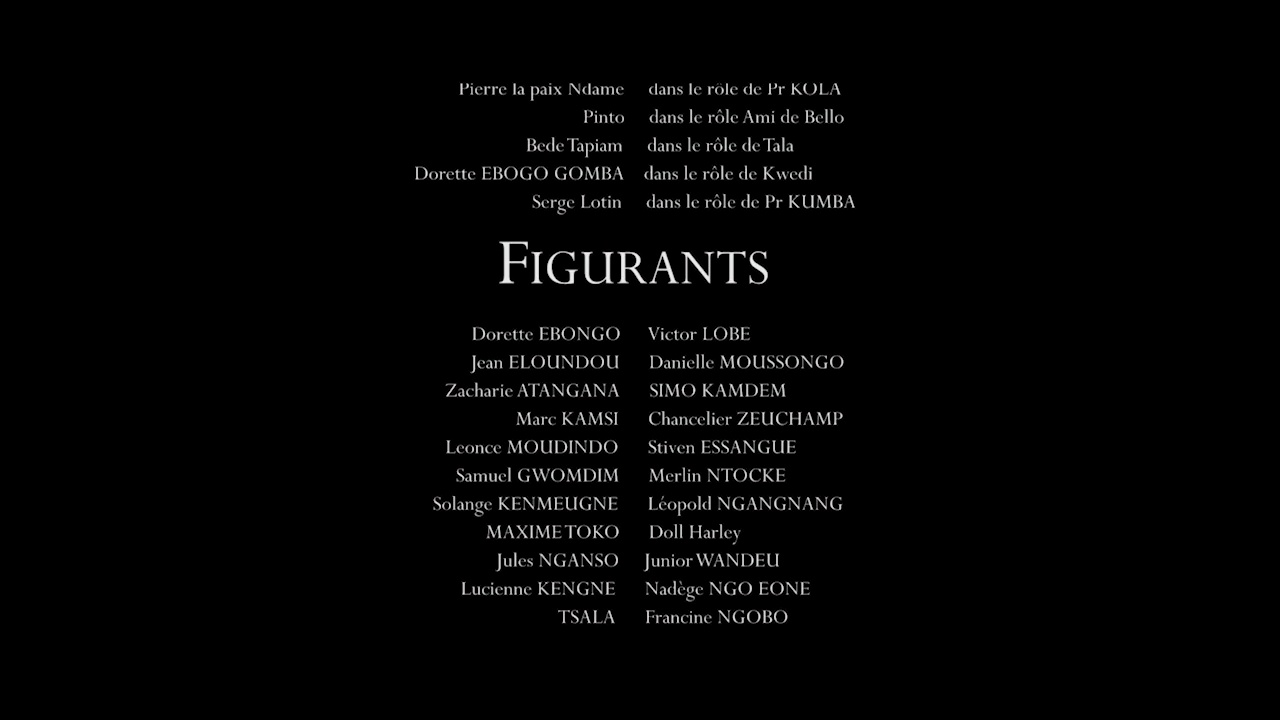 Pierre la paix Ndame dans le rôle de Pr KOLA
Pinto dans le rôle Ami de Bello
Bede Tapiam dans le rôle de Tala
Dorette EBOGO GOMBA dans le rôle de Kwedi
Serge Lotin dans le rôle de Pr KUMBA
FIGURANTS
Dorette EBONGO Victor LOBE
Jean ELOUNDOU Danielle MOUSSONGO
Zacharie ATANGANA SIMO KAMDEM
Marc KAMSI Chancelier ZEUCHAMP
Leonce MOUDINDO Stiven ESSANGUE
Samuel GWOMDIM Merlin NTOCKE
Solange KENMEUGNE Léopold NGANGNANG
MAXIME TOKO Doll Harley
Jules NGANSO Junior WANDEU
Lucienne KENGNE Nadège NGO EONE
TSALA Francine NGOBO